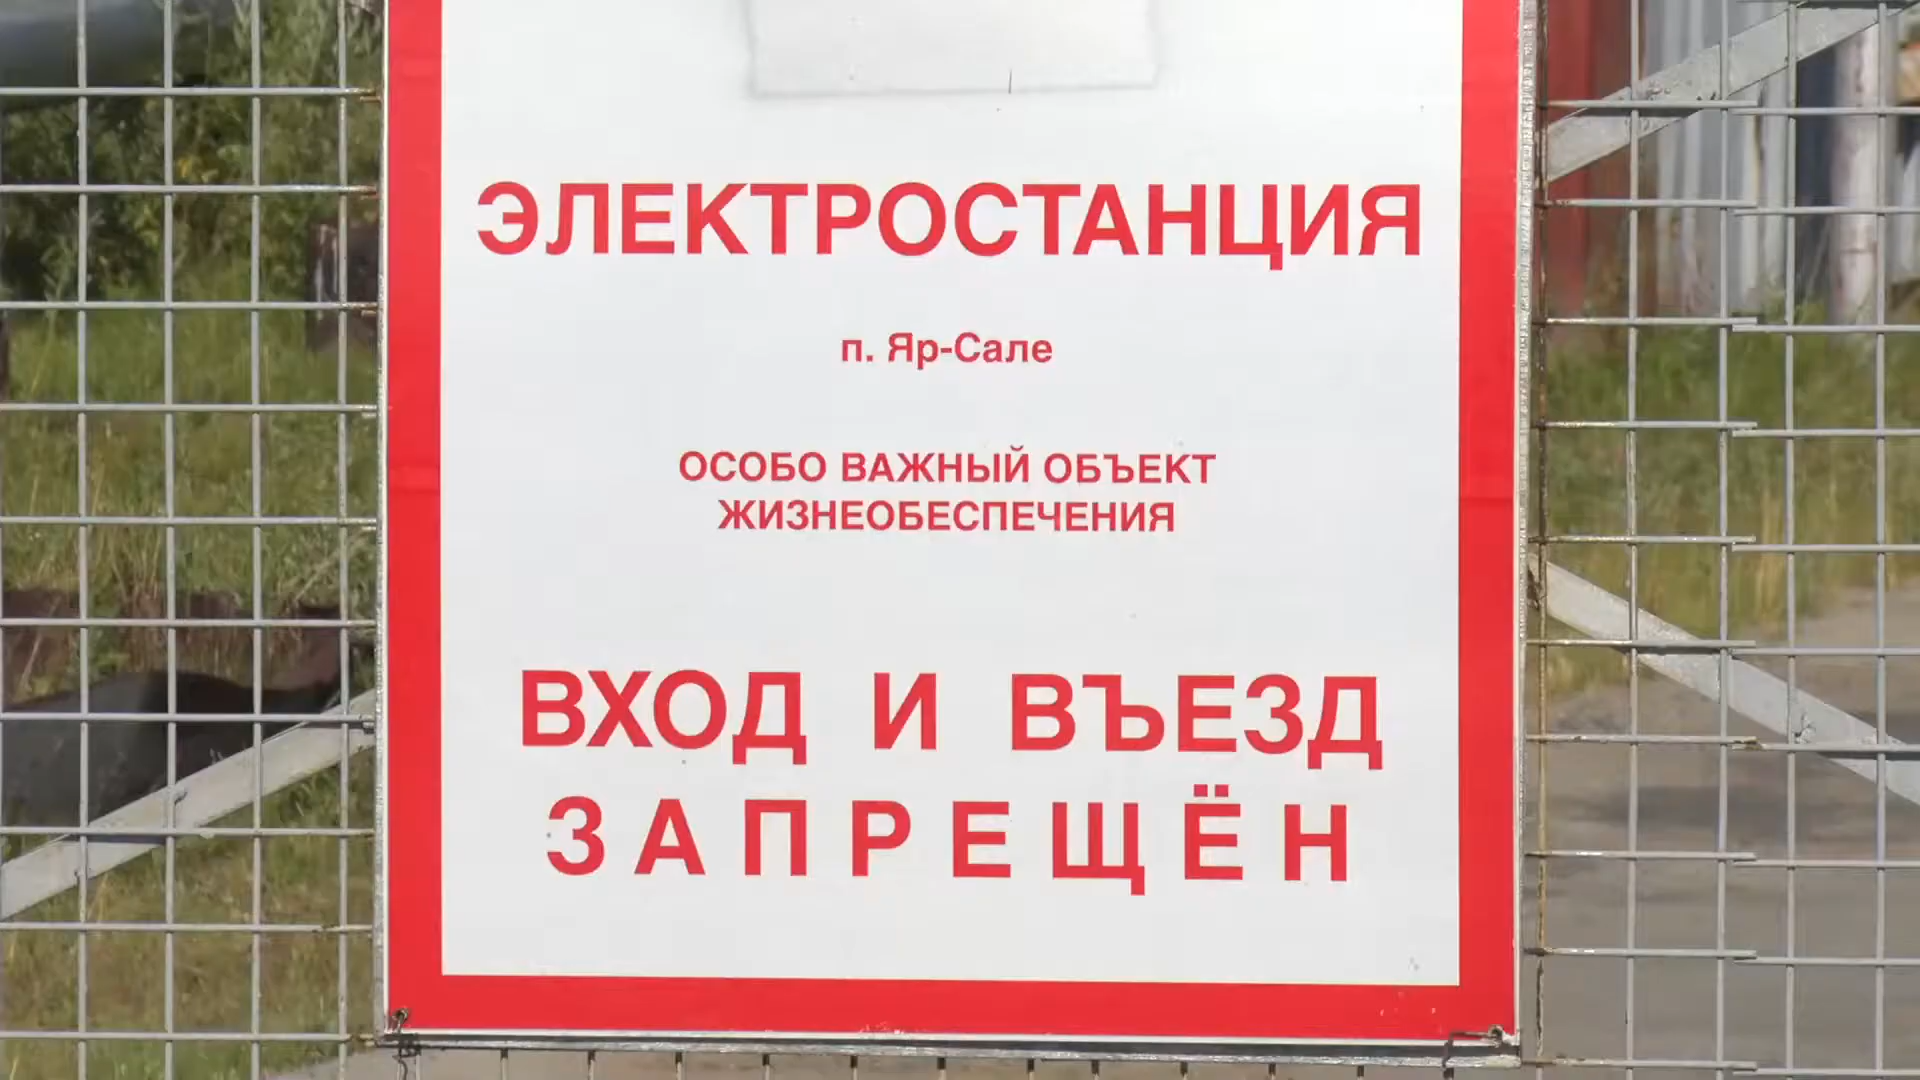 ЭЛЕКТРОСТАНЦИЯ
п. Яр-Сале
ОСОБО ВАЖНЫЙ ОБЪЕКТ
ЖИЗНЕОБЕСПЕЧЕНИЯ
ВХОД И ВЪЕЗД
ЗАПРЕЩЁН